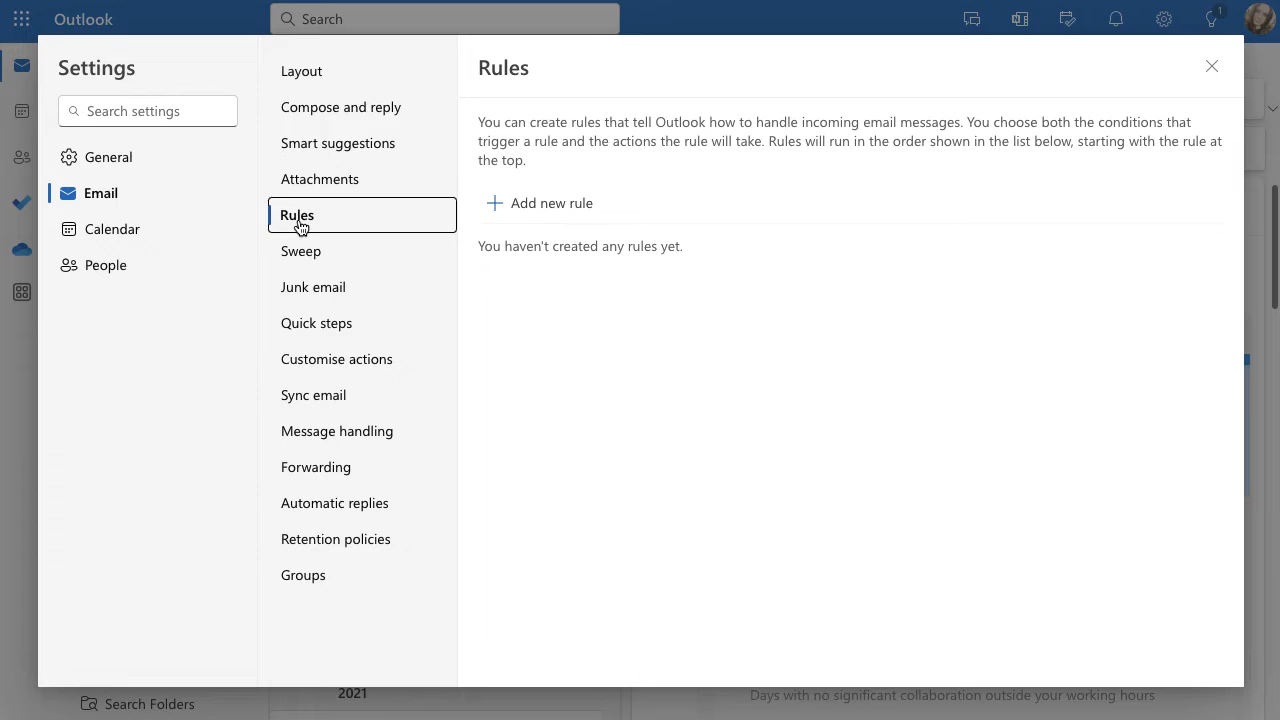 Outlook
Search
1
Settings
Search settings
General
Email
Calendar
People
Layout
Compose and reply
Smart suggestions
Attachments
Rules
Sweep
Junk email
Quick steps
Customise actions
Sync email
Message handling
Forwarding
Automatic replies
Retention policies
Groups
Rules
You can create rules that tell Outlook how to handle incoming email messages. You choose both the conditions that
trigger a rule and the actions the rule will take. Rules will run in the order shown in the list below, starting with the rule at
the top.
Add new rule
You haven't created any rules yet.
Search Folders
2021
Days with no significant collaboration outside your working hours